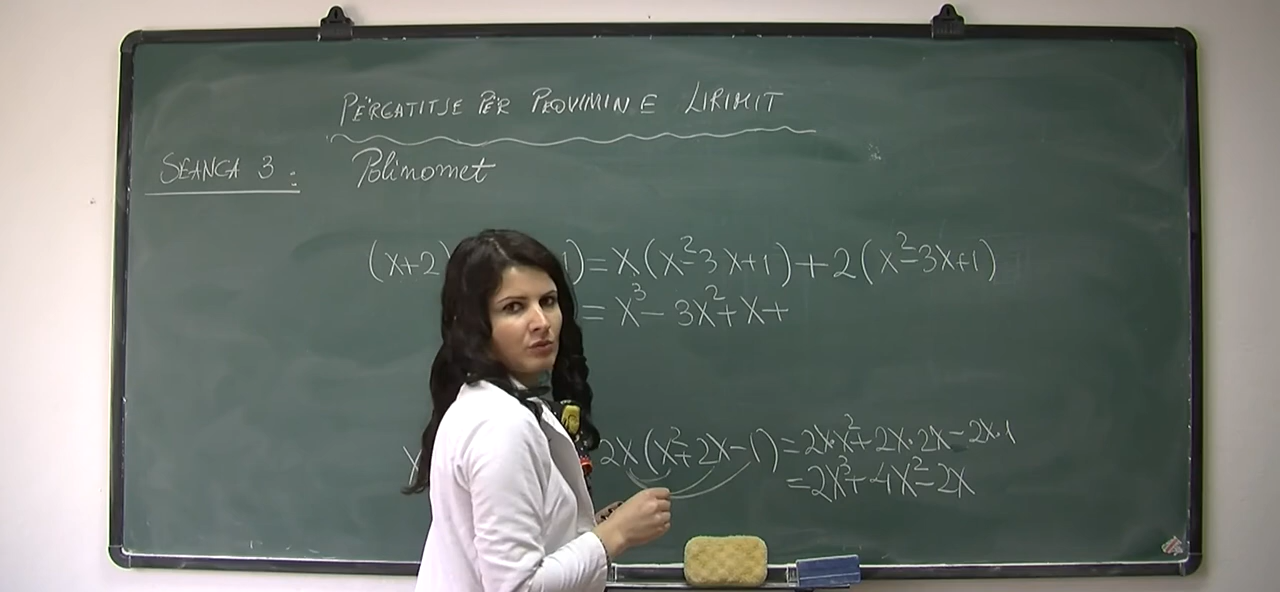 PËRGATITJE PËR PROVIMIN E LIRIMIT
SEANCA 3: Polinomet
(x+2) 1)=x(x²-3x+1)+2(x²-3x+1)
=x³-3x²+x+
x 2x(x²+2x-1)=2x·x²+2x·2x-2x·1
=2x³+4x²-2x